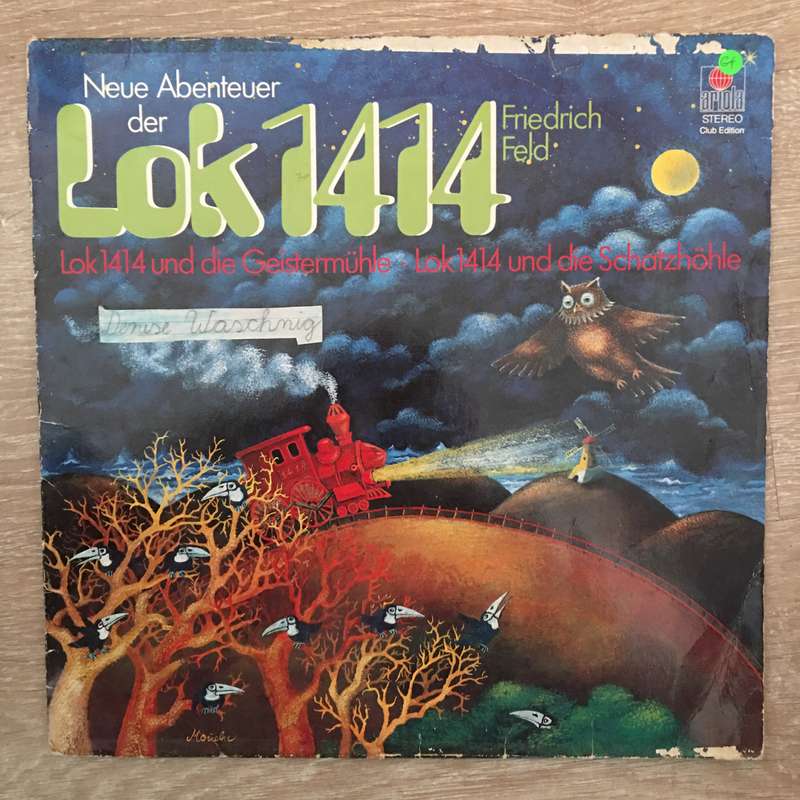 Neue Abenteuer
der
Lok 1414
Friedrich
Feld
ariola
STEREO
Club Edition
Lok 1414 und die Geistermühle - Lok 1414 und die Schatzhöhle
Denise Waschnig
1414